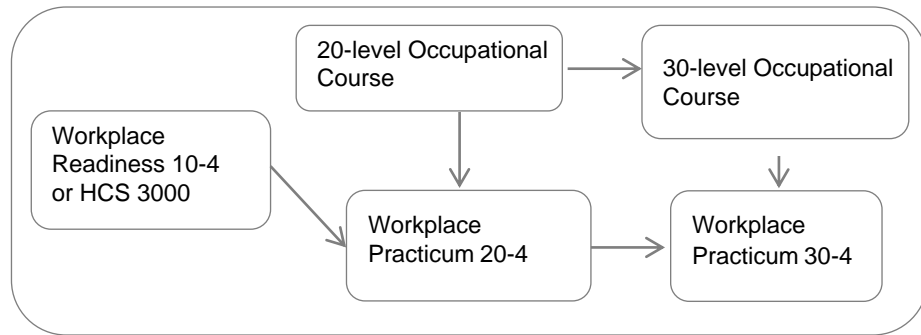 20-level Occupational
Course
30-level Occupational
Course
Workplace
Readiness 10-4
or HCS 3000
Workplace
Practicum 20-4
Workplace
Practicum 30-4